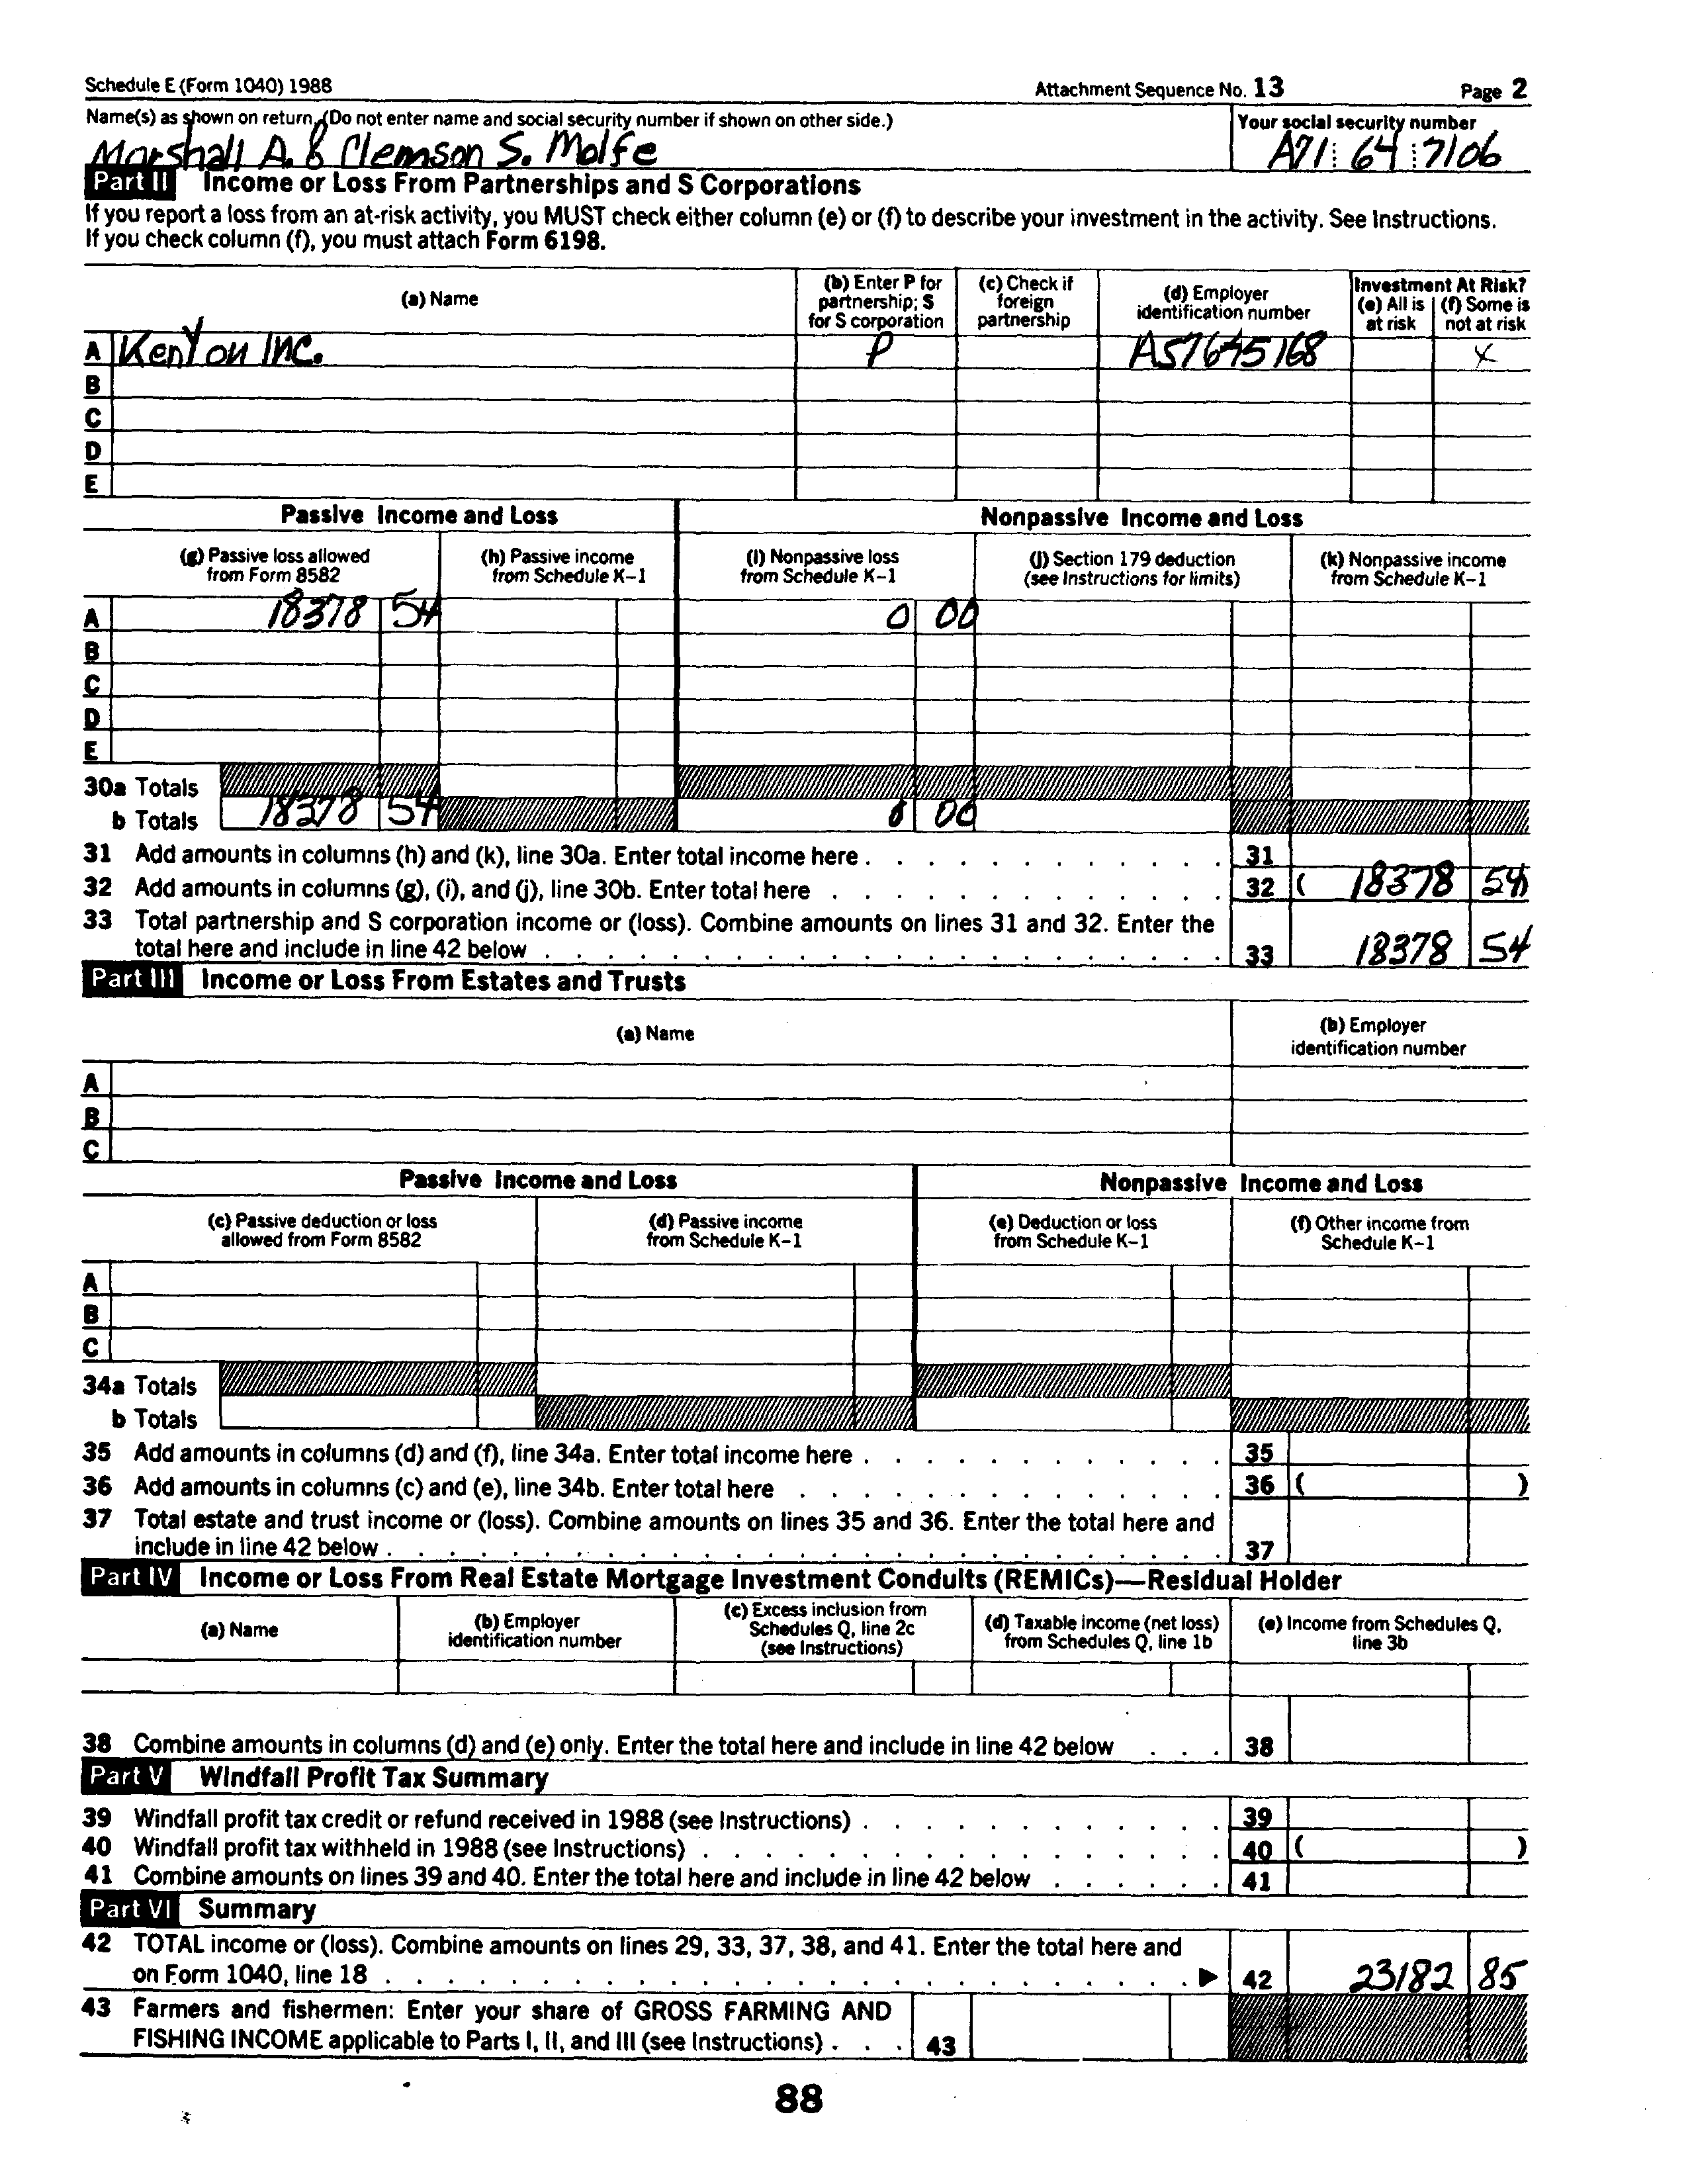 Schedule E (Form 1040) 1988 Attachment Sequence No. 13 Page 2
Name(s) as shown on return. (Do not enter name and social security number if shown on other side.) Your social security number
Marshall A. & Clemson S. Molfe A71 64 7106
Part II Income or Loss From Partnerships and S Corporations
If you report a loss from an at-risk activity, you MUST check either column (e) or (f) to describe your investment in the activity. See Instructions.
If you check column (f), you must attach Form 6198.
(a) Name (b) Enter P for partnership; S for S corporation (c) Check if foreign partnership (d) Employer identification number Investment At Risk? (e) All is at risk (f) Some is not at risk
A Kenyon Inc. P A57645168 X
B
C
D
E
Passive Income and Loss Nonpassive Income and Loss
(g) Passive loss allowed from Form 8582 (h) Passive income from Schedule K-1 (i) Nonpassive loss from Schedule K-1 (j) Section 179 deduction (see Instructions for limits) (k) Nonpassive income from Schedule K-1
A 18378 54 0 00
B
C
D
E
30a Totals
b Totals 18378 54 0 00
31 Add amounts in columns (h) and (k), line 30a. Enter total income here . . . . . . . . . . . . 31
32 Add amounts in columns (g), (i), and (j), line 30b. Enter total here . . . . . . . . . . . . . 32 ( 18378 54 )
33 Total partnership and S corporation income or (loss). Combine amounts on lines 31 and 32. Enter the
total here and include in line 42 below . . . . . . . . . . . . . . . . . . . . . . 33 18378 54
Part III Income or Loss From Estates and Trusts
(a) Name (b) Employer identification number
A
B
C
Passive Income and Loss Nonpassive Income and Loss
(c) Passive deduction or loss allowed from Form 8582 (d) Passive income from Schedule K-1 (e) Deduction or loss from Schedule K-1 (f) Other income from Schedule K-1
A
B
C
34a Totals
b Totals
35 Add amounts in columns (d) and (f), line 34a. Enter total income here . . . . . . . . . . . . 35
36 Add amounts in columns (c) and (e), line 34b. Enter total here . . . . . . . . . . . . . . 36 ( )
37 Total estate and trust income or (loss). Combine amounts on lines 35 and 36. Enter the total here and
include in line 42 below . . . . . . . . . . . . . . . . . . . . . . . . . . . 37
Part IV Income or Loss From Real Estate Mortgage Investment Conduits (REMICs)—Residual Holder
(a) Name (b) Employer identification number (c) Excess inclusion from Schedules Q, line 2c (see Instructions) (d) Taxable income (net loss) from Schedules Q, line 1b (e) Income from Schedules Q, line 3b
38 Combine amounts in columns (d) and (e) only. Enter the total here and include in line 42 below . . . 38
Part V Windfall Profit Tax Summary
39 Windfall profit tax credit or refund received in 1988 (see Instructions) . . . . . . . . . . . . 39
40 Windfall profit tax withheld in 1988 (see Instructions) . . . . . . . . . . . . . . . . . 40 ( )
41 Combine amounts on lines 39 and 40. Enter the total here and include in line 42 below . . . . . . 41
Part VI Summary
42 TOTAL income or (loss). Combine amounts on lines 29, 33, 37, 38, and 41. Enter the total here and
on Form 1040, line 18 . . . . . . . . . . . . . . . . . . . . . . . . . . ▶ 42 23182 85
43 Farmers and fishermen: Enter your share of GROSS FARMING AND
FISHING INCOME applicable to Parts I, II, and III (see Instructions) . . . 43
88